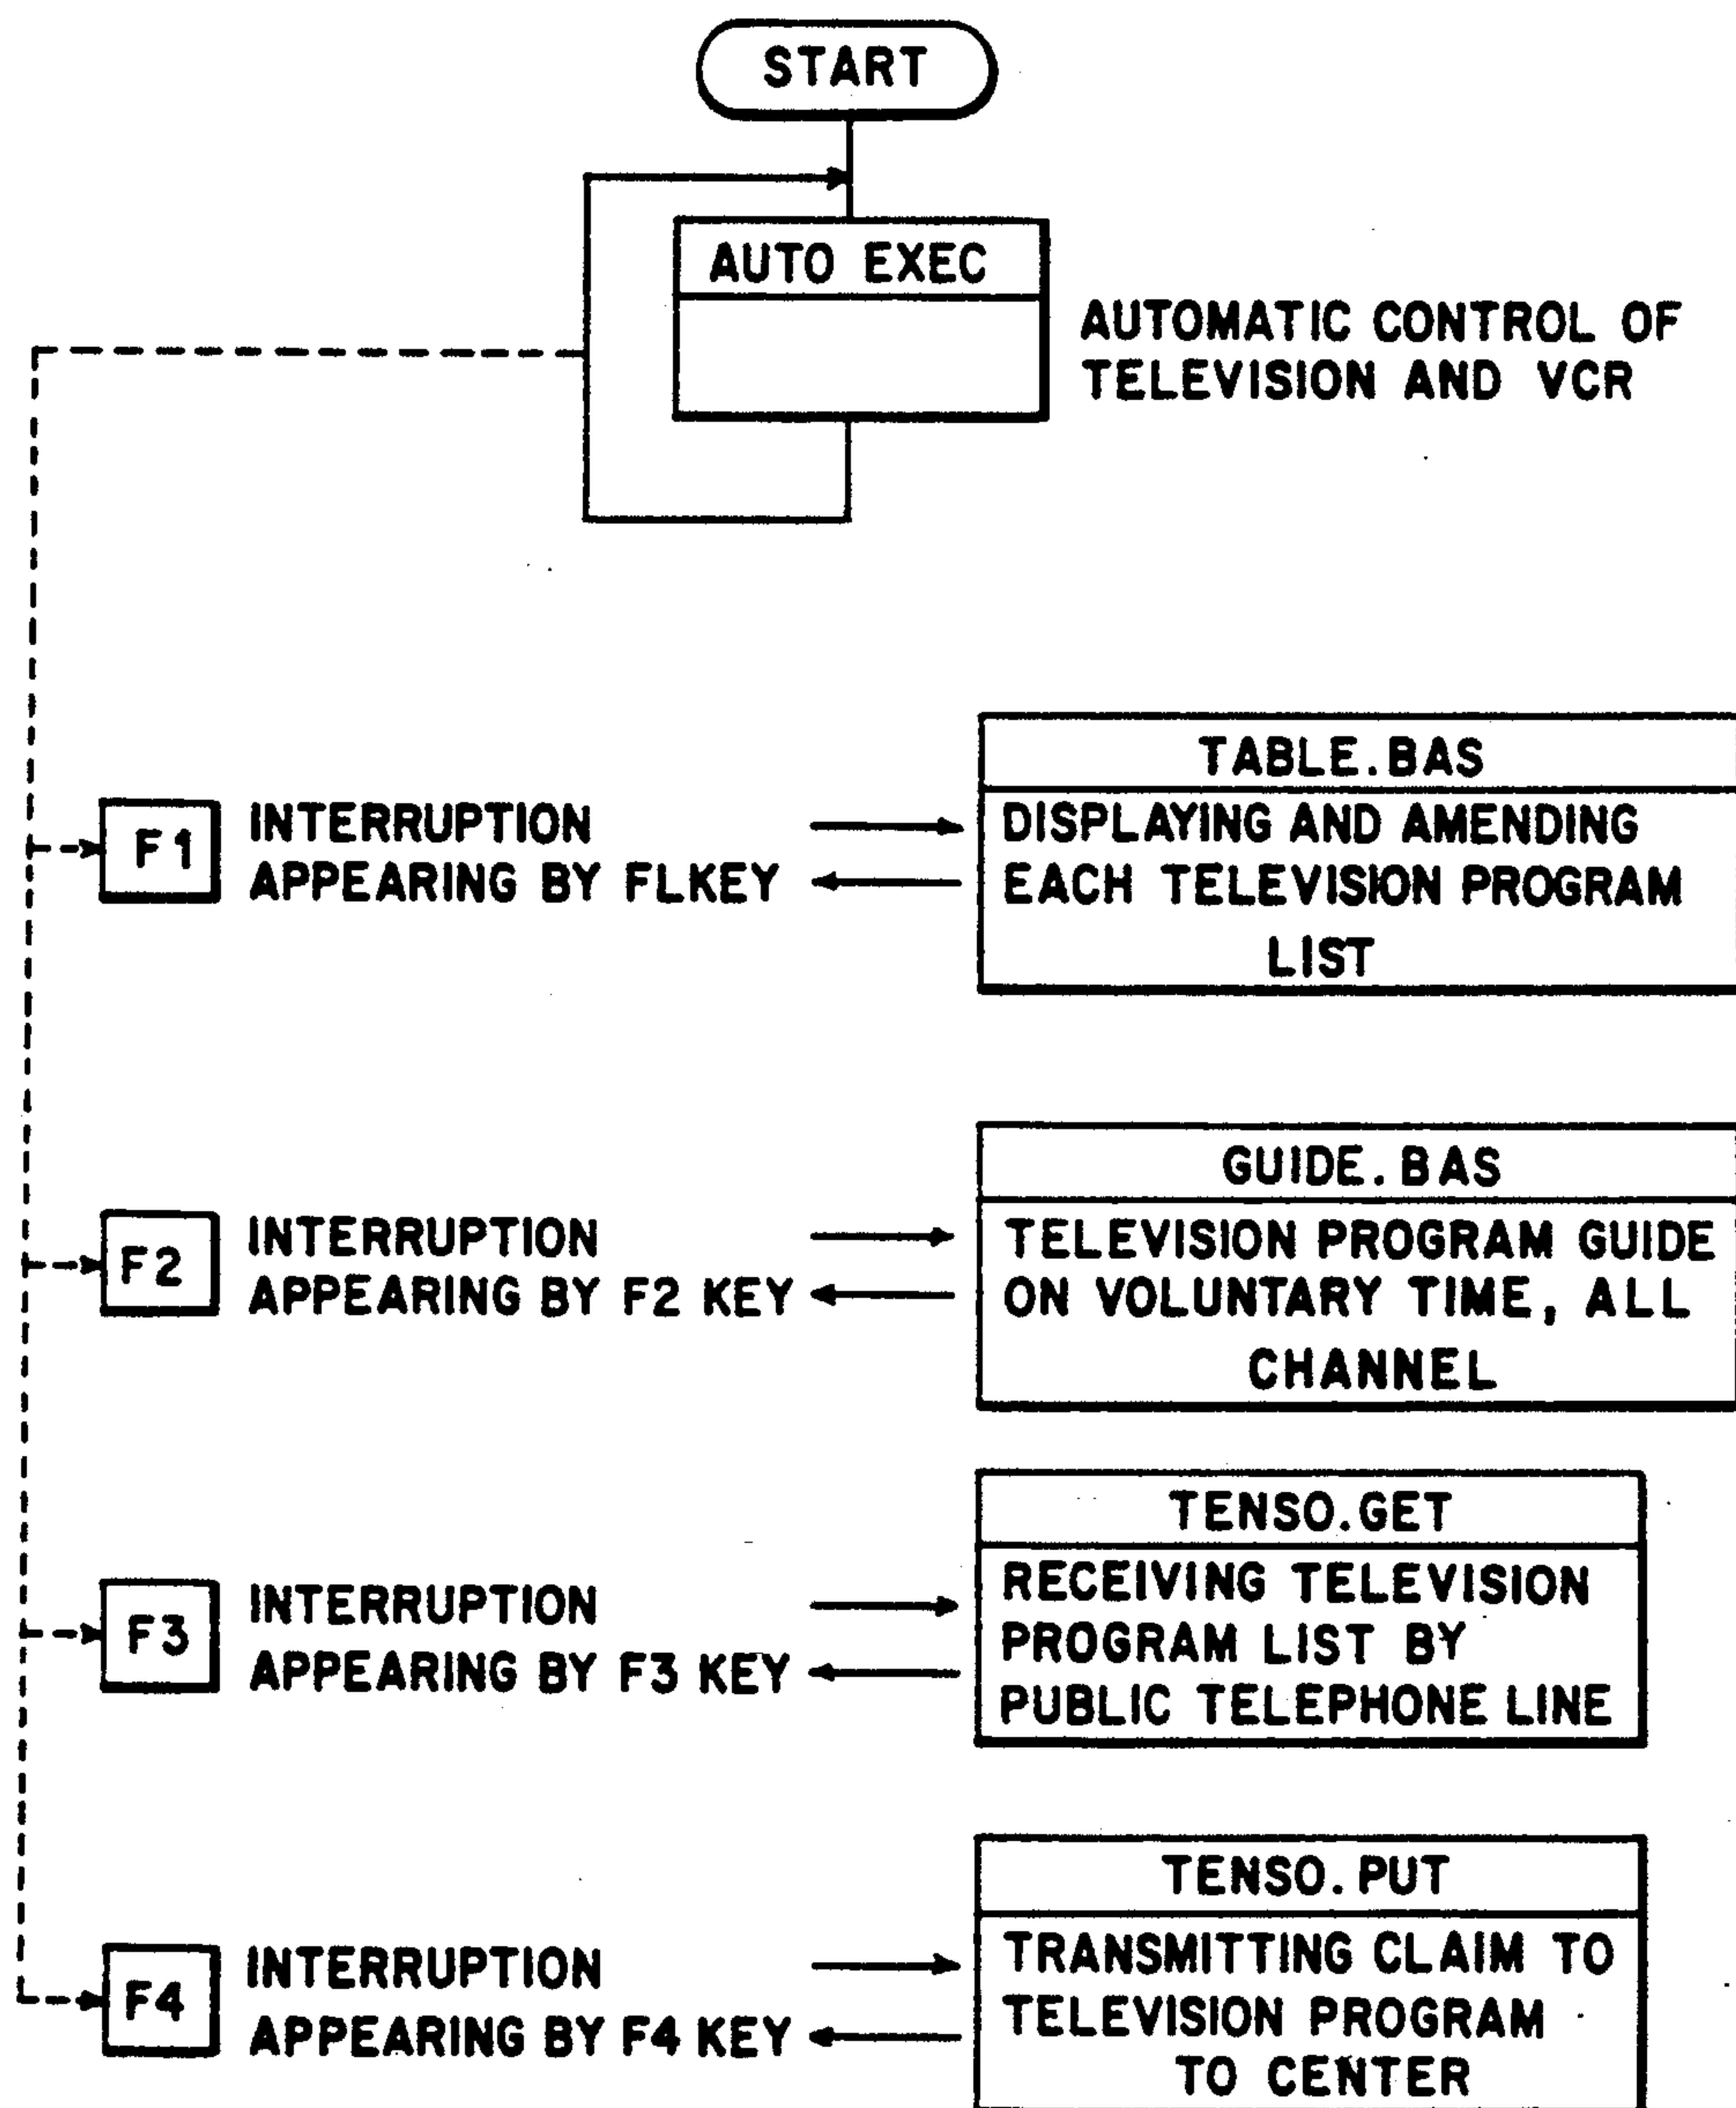 START
AUTO EXEC
AUTOMATIC CONTROL OF
TELEVISION AND VCR
F1
INTERRUPTION
APPEARING BY FLKEY
TABLE.BAS
DISPLAYING AND AMENDING
EACH TELEVISION PROGRAM
LIST
F2
INTERRUPTION
APPEARING BY F2 KEY
GUIDE.BAS
TELEVISION PROGRAM GUIDE
ON VOLUNTARY TIME, ALL
CHANNEL
F3
INTERRUPTION
APPEARING BY F3 KEY
TENSO.GET
RECEIVING TELEVISION
PROGRAM LIST BY
PUBLIC TELEPHONE LINE
F4
INTERRUPTION
APPEARING BY F4 KEY
TENSO.PUT
TRANSMITTING CLAIM TO
TELEVISION PROGRAM
TO CENTER